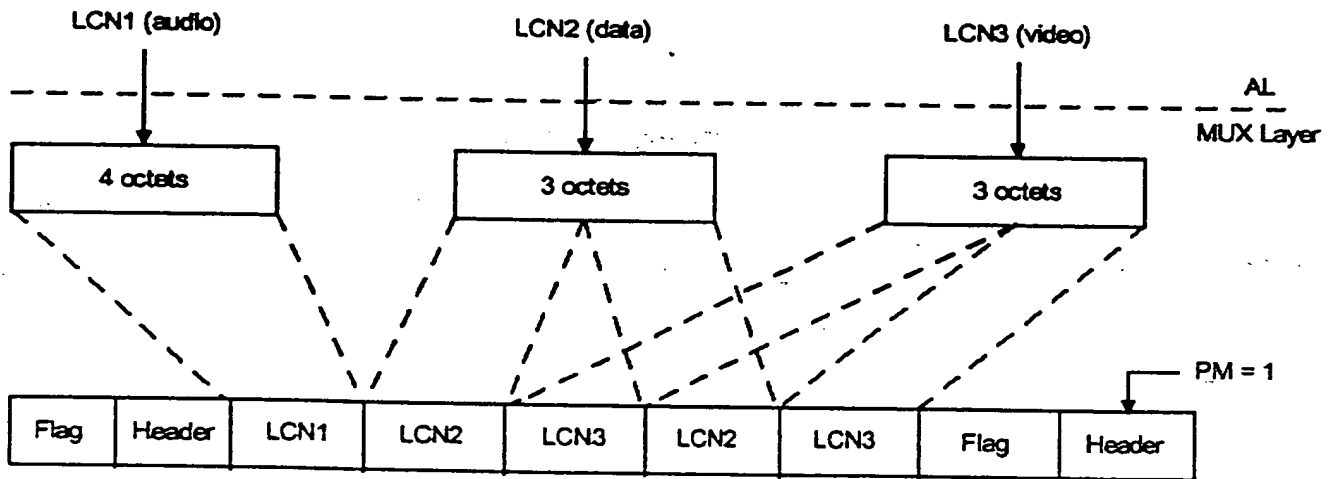 LCN1 (audio)
LCN2 (data)
LCN3 (video)
AL
MUX Layer
4 octets
3 octets
3 octets
PM = 1
Flag
Header
LCN1
LCN2
LCN3
LCN2
LCN3
Flag
Header